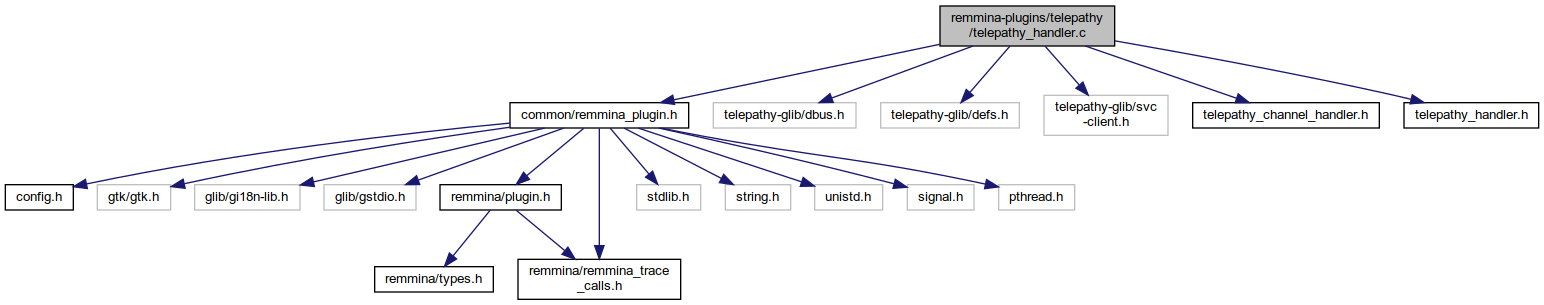 remmina-plugins/telepathy
/telepathy_handler.c
common/remmina_plugin.h
telepathy-glib/dbus.h
telepathy-glib/defs.h
telepathy-glib/svc
-client.h
telepathy_channel_handler.h
telepathy_handler.h
config.h
gtk/gtk.h
glib/gi18n-lib.h
glib/gstdio.h
remmina/plugin.h
stdlib.h
string.h
unistd.h
signal.h
pthread.h
remmina/types.h
remmina/remmina_trace
_calls.h